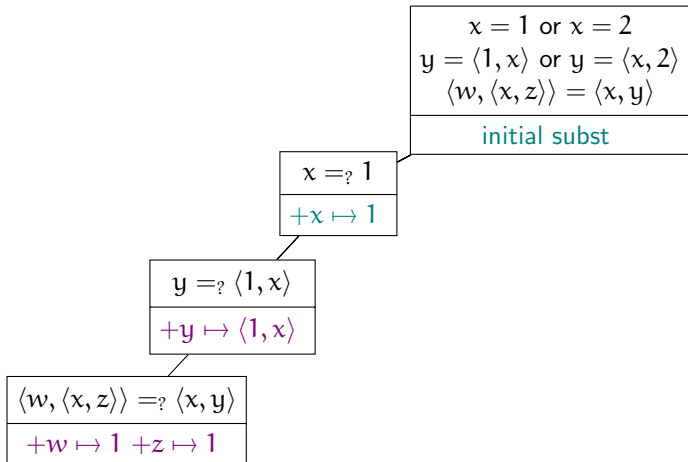 x = 1 or x = 2
y = ⟨1, x⟩ or y = ⟨x, 2⟩
⟨w, ⟨x, z⟩⟩ = ⟨x, y⟩
initial subst
x =? 1
+x ↦ 1
y =? ⟨1, x⟩
+y ↦ ⟨1, x⟩
⟨w, ⟨x, z⟩⟩ =? ⟨x, y⟩
+w ↦ 1 +z ↦ 1